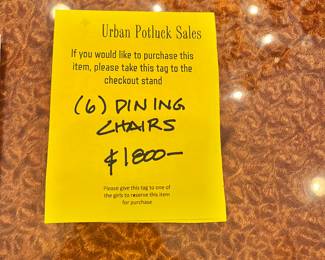 Urban Potluck Sales
If you would like to purchase this
item, please take this tag to the
checkout stand
(6) DINING
CHAIRS
$1800—
Please give this tag to one of
the girls to reserve this item
for purchase